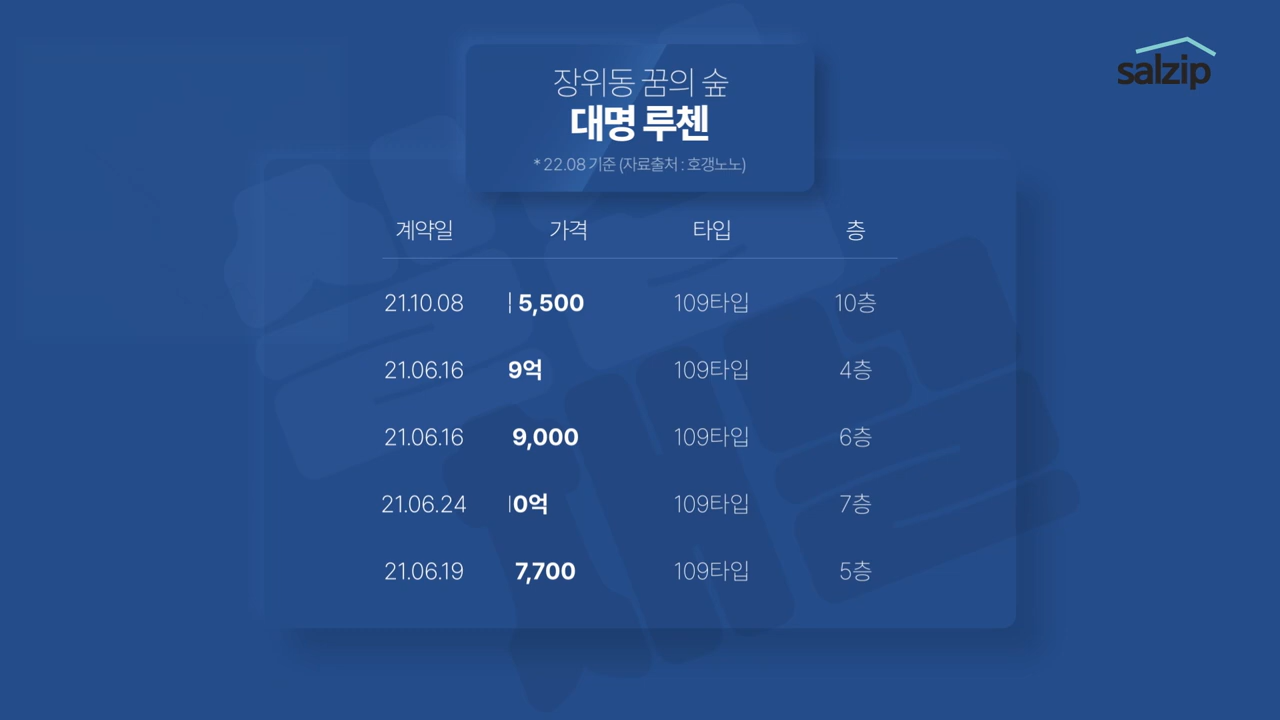 salzip
장위동 꿈의 숲
대명 루첸
* 22.08 기준 (자료출처 : 호갱노노)
계약일 가격 타입 층
21.10.08 5,500 109타입 10층
21.06.16 9억 109타입 4층
21.06.16 9,000 109타입 6층
21.06.24 0억 109타입 7층
21.06.19 7,700 109타입 5층